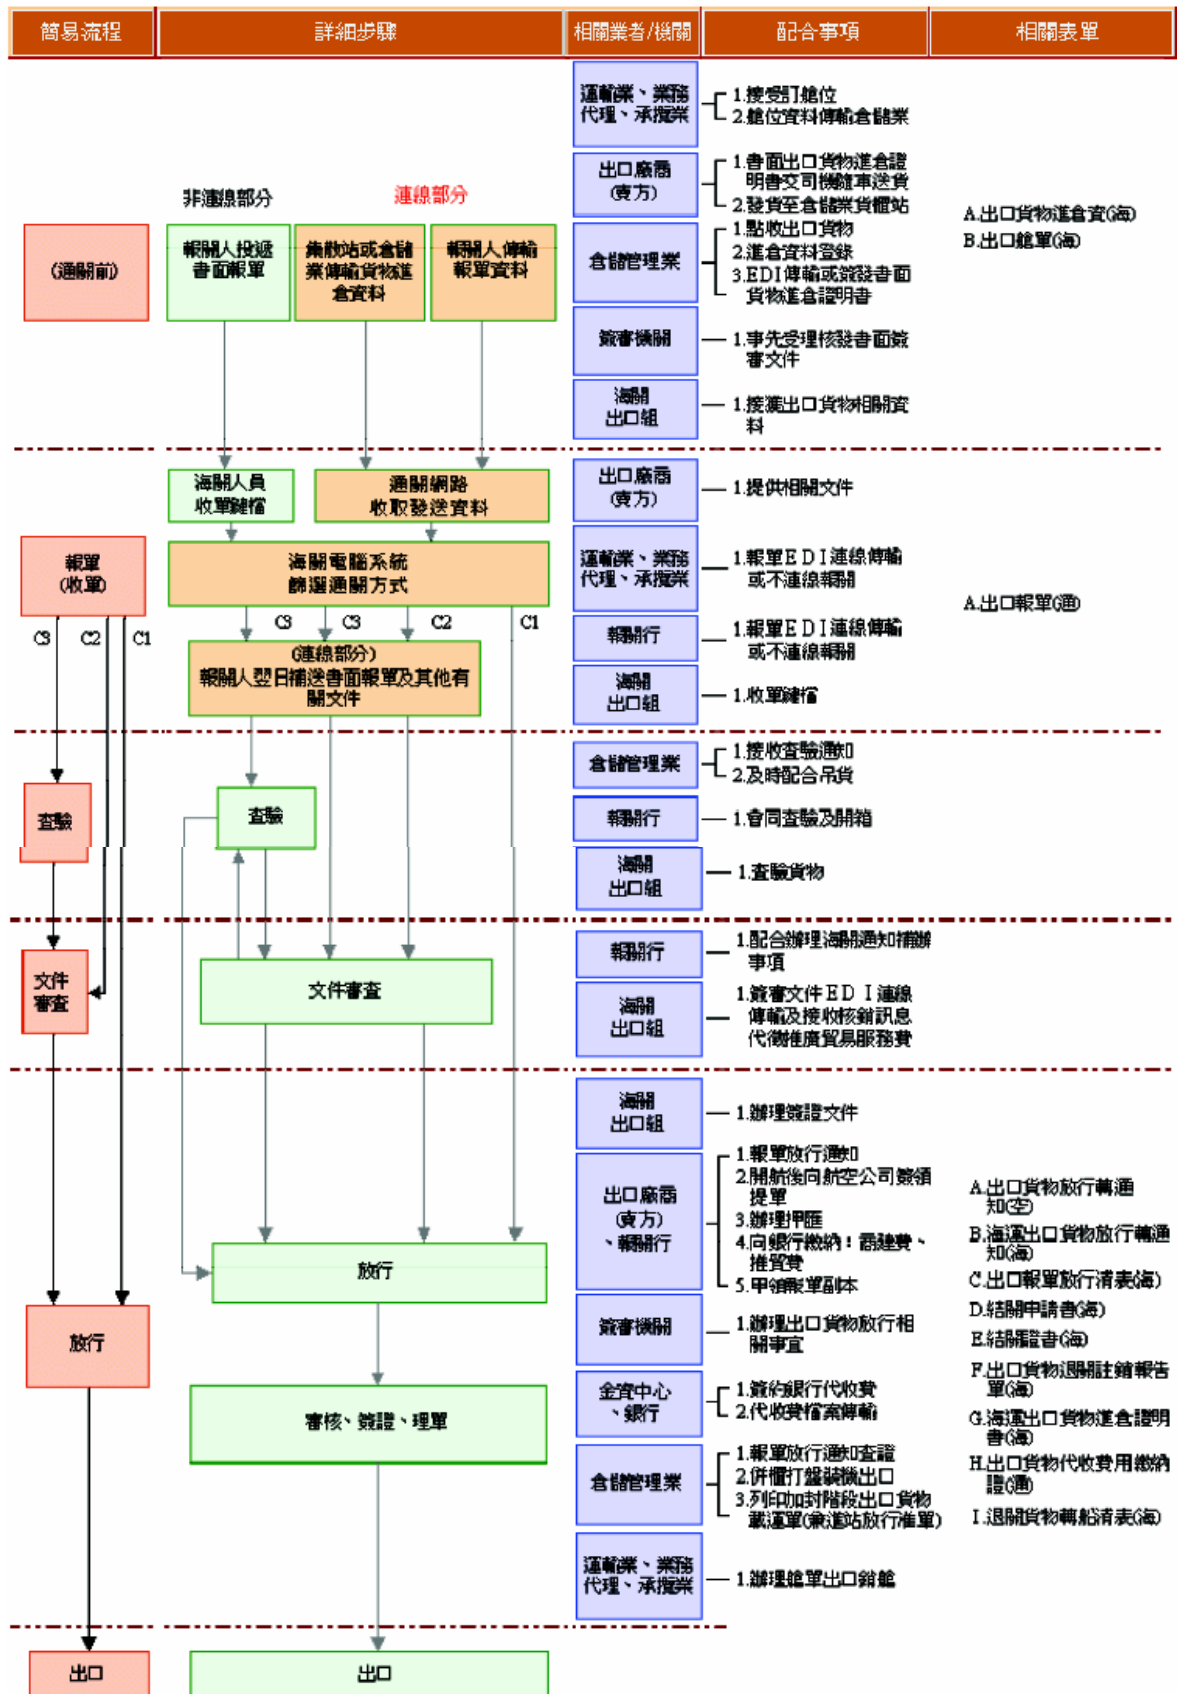 簡易流程
詳細步驟
相關業者/機關
配合事項
相關表單
運輸業、業務
代理、承攬業
1.接受訂艙位
2.艙位資料傳輸倉儲業
出口廠商
(賣方)
1.書面出口貨物進倉證
明書交司機隨車送貨
2.發貨至倉儲業貨櫃站
非連線部分
連線部分
(通關前)
報關人投遞
書面報單
集散站或倉儲
業傳輸貨物進
倉資料
報關人傳輸
報單資料
倉儲管理業
1.點收出口貨物
2.進倉資料登錄
3.EDI傳輸或簽發書面
貨物進倉證明書
A.出口貨物進倉資(海)
B.出口艙單(海)
簽審機關
1.事先受理核發書面簽
審文件
海關
出口組
1.接獲出口貨物相關資
料
海關人員
收單鍵檔
通關網路
收取發送資料
出口廠商
(賣方)
1.提供相關文件
報單
(收單)
海關電腦系統
篩選通關方式
運輸業、業務
代理、承攬業
1.報單EDI連線傳輸
或不連線報關
A.出口報單(通)
C3
C2
C1
C3
C3
C2
C1
報關行
1.報單EDI連線傳輸
或不連線報關
(連線部分)
報關人翌日補送書面報單及其他有
關文件
海關
出口組
1.收單鍵檔
倉儲管理業
1.接收查驗通知
2.及時配合吊貨
查驗
查驗
報關行
1.會同查驗及開箱
海關
出口組
1.查驗貨物
報關行
1.配合辦理海關通知補辦
事項
文件
審查
文件審查
海關
出口組
1.簽審文件EDI連線
傳輸及接收核銷訊息
代徵推廣貿易服務費
海關
出口組
1.辦理簽證文件
出口廠商
(賣方)
、報關行
1.報單放行通知
2.開航後向航空公司簽領
提單
3.辦理押匯
4.向銀行繳納:商建費、
推貿費
5.申領報單副本
A.出口貨物放行轉通
知(空)
B.海運出口貨物放行轉通
知(海)
C.出口報單放行清表(海)
D.結關申請書(海)
E.結關證書(海)
F.出口貨物退關註銷報告
單(海)
G.海運出口貨物進倉證明
書(海)
H.出口貨物代收費用繳納
證(通)
I.退關貨物轉船清表(海)
放行
放行
簽審機關
1.辦理出口貨物放行相
關事宜
審核、簽證、理單
金資中心
、銀行
1.簽約銀行代收費
2.代收費檔案傳輸
倉儲管理業
1.報單放行通知查證
2.併櫃打盤裝機出口
3.列印加封階段出口貨物
載運單(兼進站放行准單)
運輸業、業務
代理、承攬業
1.辦理艙單出口銷艙
出口
出口